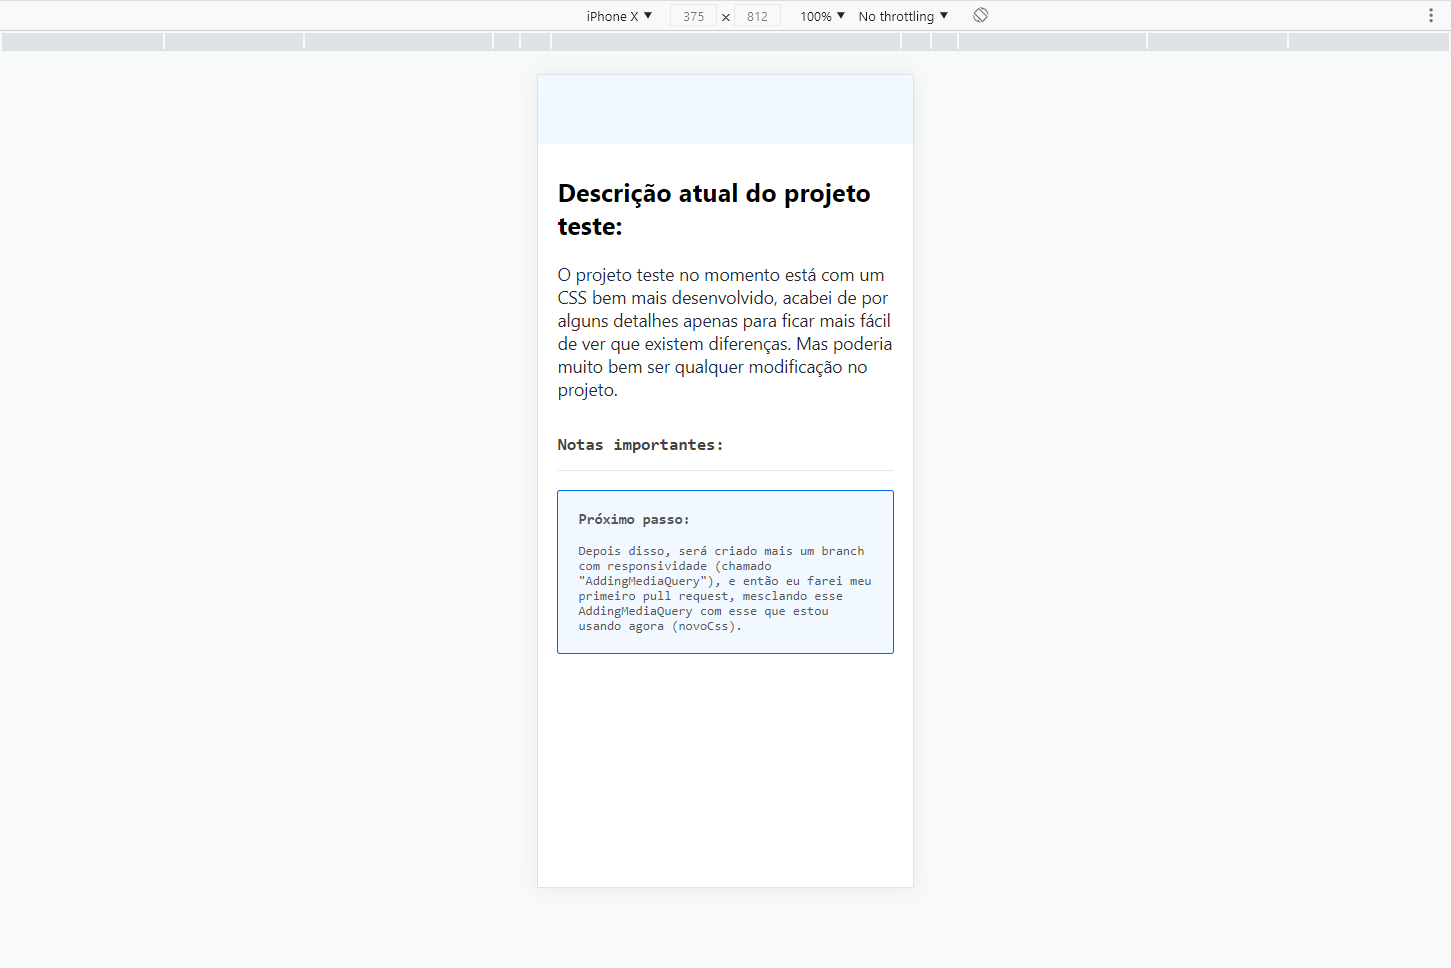 iPhone X ▼ 375 × 812 100% ▼ No throttling ▼
Descrição atual do projeto
teste:
O projeto teste no momento está com um
CSS bem mais desenvolvido, acabei de por
alguns detalhes apenas para ficar mais fácil
de ver que existem diferenças. Mas poderia
muito bem ser qualquer modificação no
projeto.
Notas importantes:
Próximo passo:
Depois disso, será criado mais um branch
com responsividade (chamado
"AddingMediaQuery"), e então eu farei meu
primeiro pull request, mesclando esse
AddingMediaQuery com esse que estou
usando agora (novoCss).